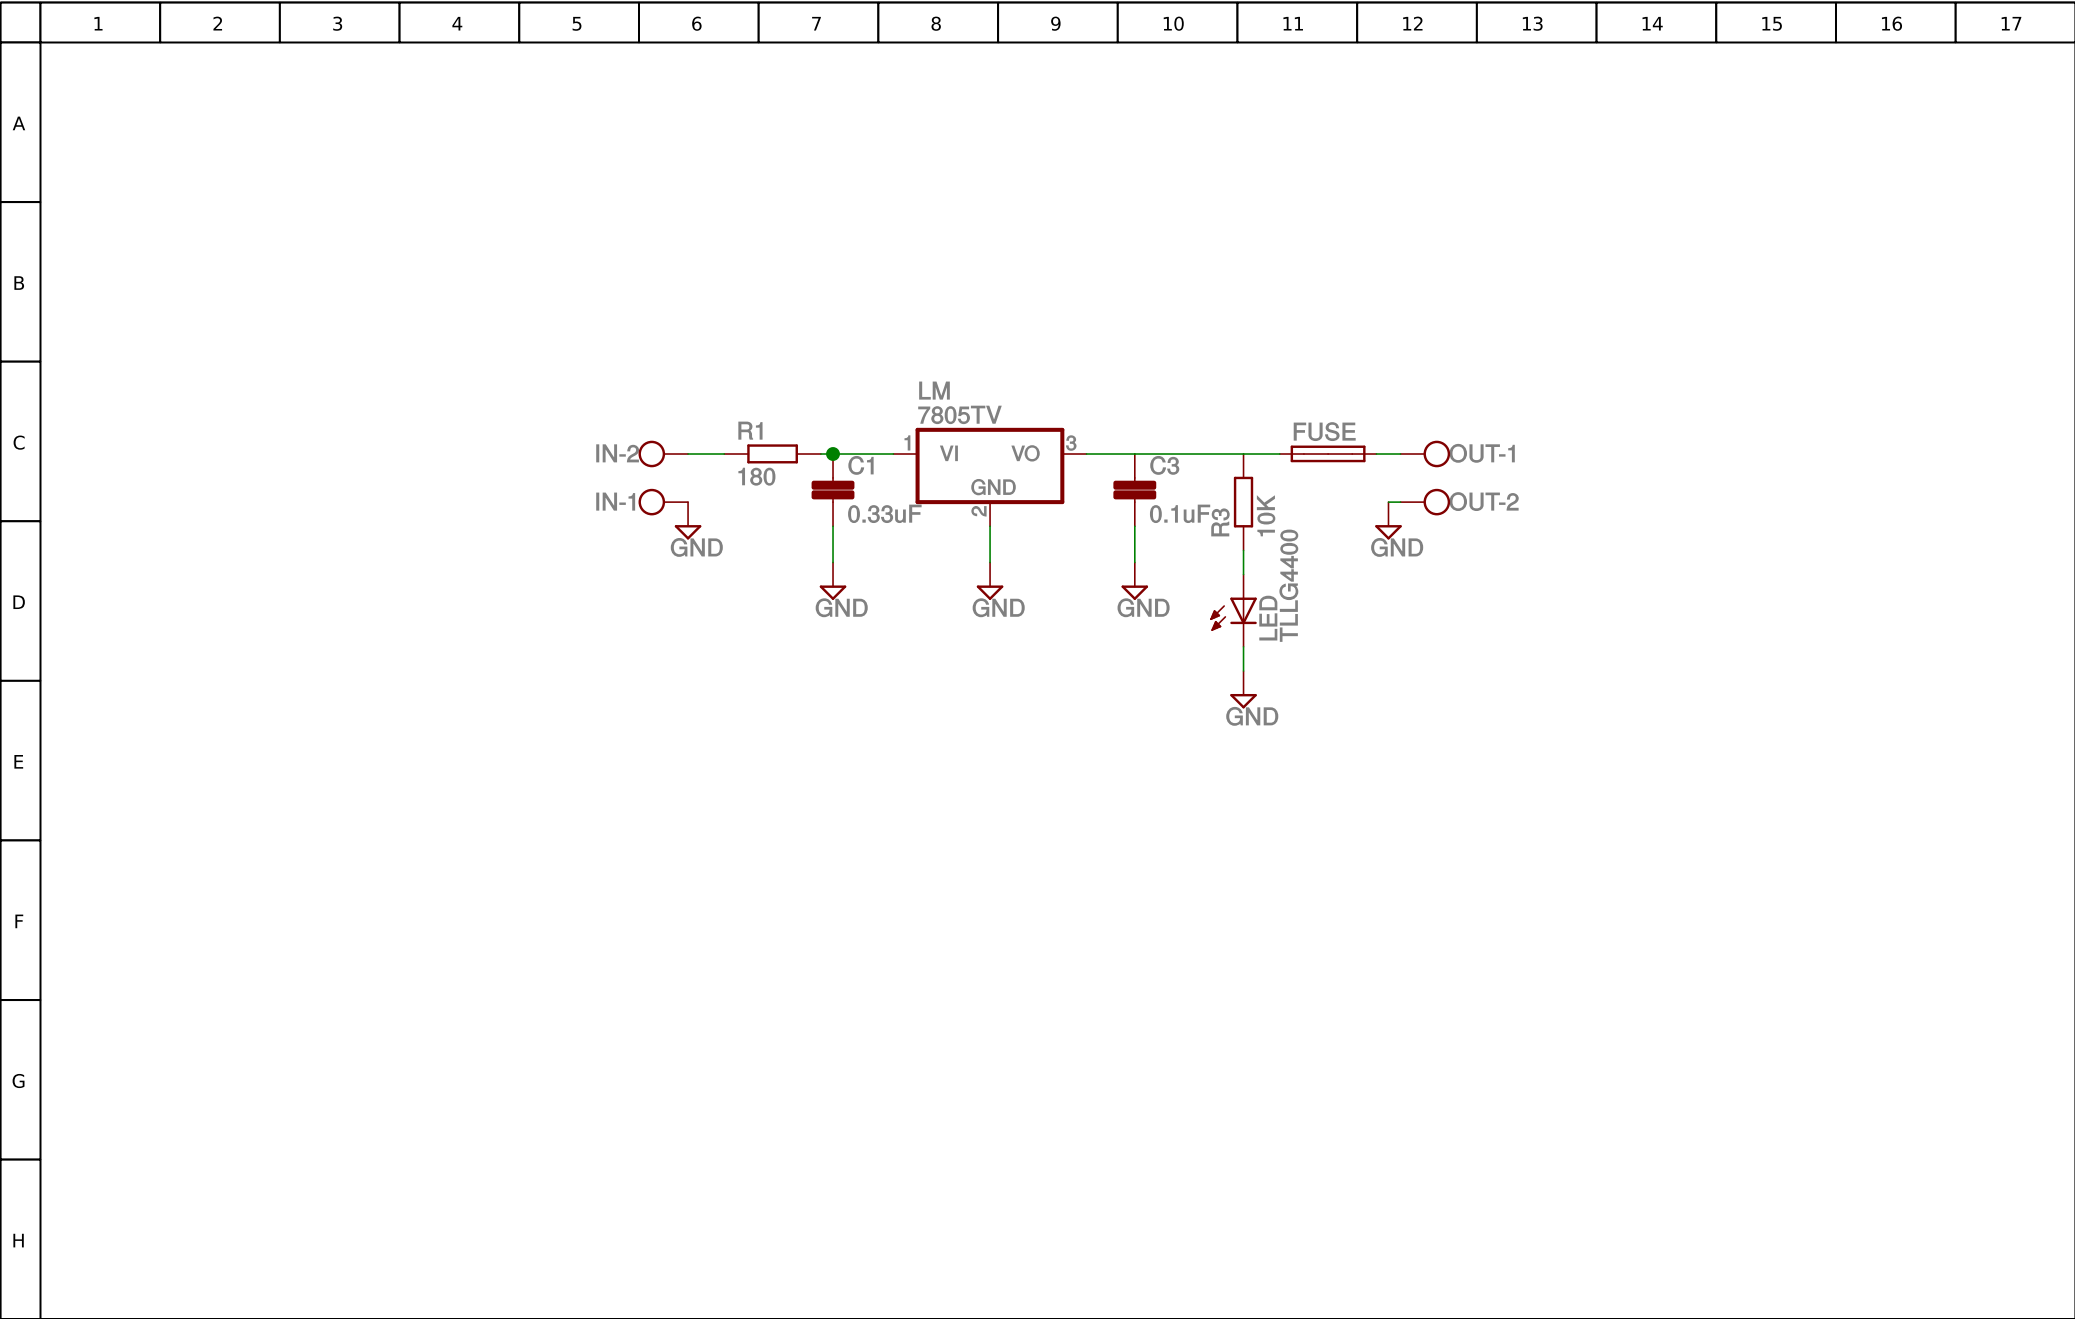 1 2 3 4 5 6 7 8 9 10 11 12 13 14 15 16 17
A
B
C
D
E
F
G
H
LM
7805TV
IN-2
R1
180
C1
0.33uF
1
VI
VO
3
GND
2
C3
0.1uF
R3
10K
FUSE
OUT-1
IN-1
GND
OUT-2
GND
GND
GND
GND
LED
TLLG4400
GND